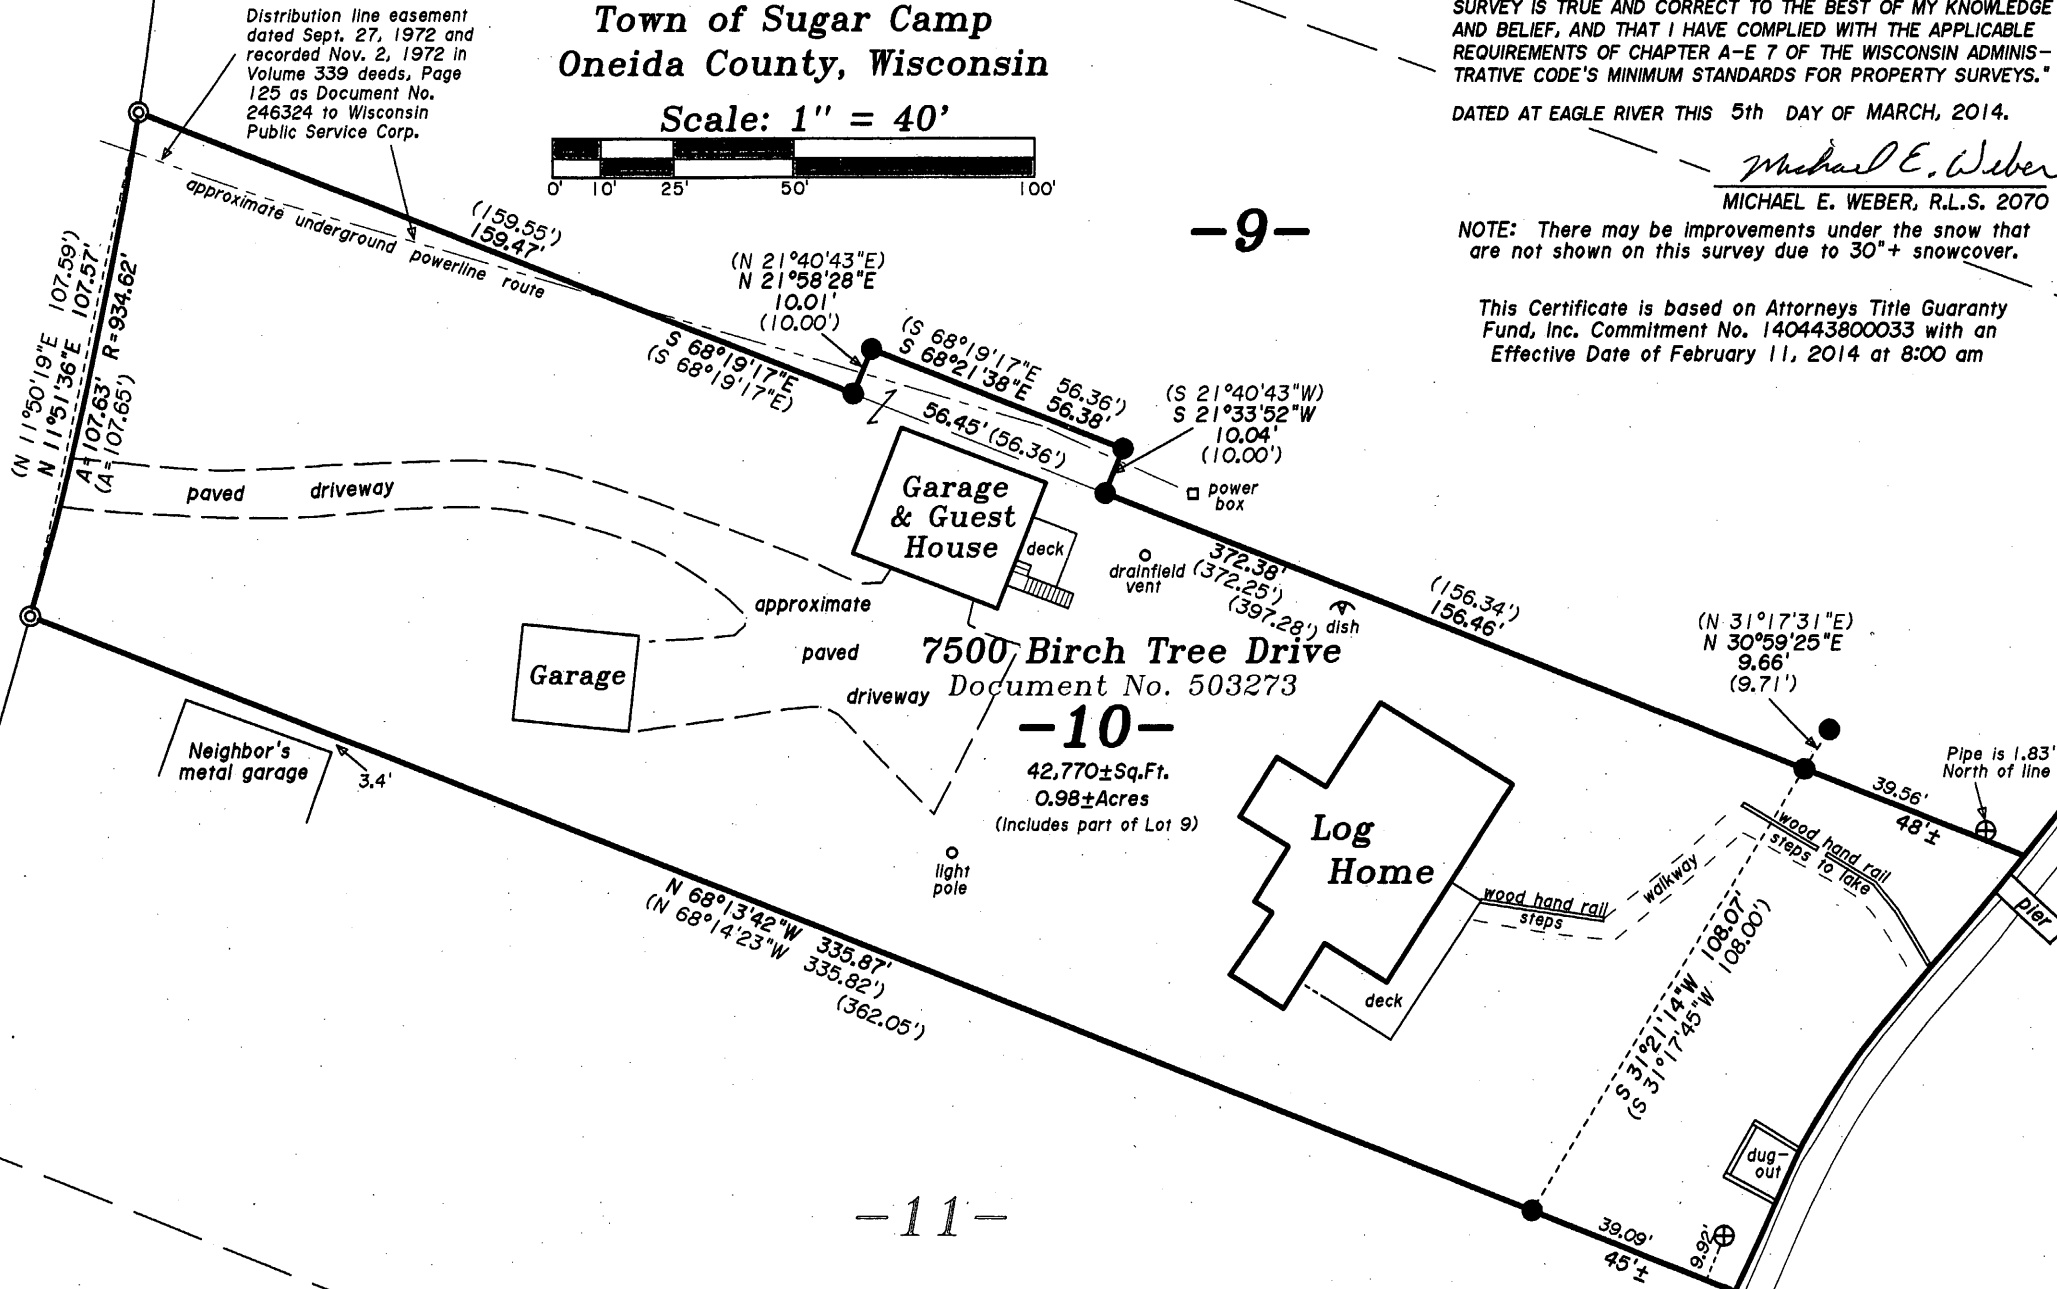 Distribution line easement
dated Sept. 27, 1972 and
recorded Nov. 2, 1972 in
Volume 339 deeds, Page
125 as Document No.
246324 to Wisconsin
Public Service Corp.
Town of Sugar Camp
Oneida County, Wisconsin
Scale: 1" = 40'
0' 10' 25' 50' 100'
SURVEY IS TRUE AND CORRECT TO THE BEST OF MY KNOWLEDGE
AND BELIEF, AND THAT I HAVE COMPLIED WITH THE APPLICABLE
REQUIREMENTS OF CHAPTER A-E 7 OF THE WISCONSIN ADMINIS-
TRATIVE CODE'S MINIMUM STANDARDS FOR PROPERTY SURVEYS."
DATED AT EAGLE RIVER THIS 5th DAY OF MARCH, 2014.
Michael E. Weber
MICHAEL E. WEBER, R.L.S. 2070
NOTE: There may be improvements under the snow that
are not shown on this survey due to 30"+ snowcover.
This Certificate is based on Attorneys Title Guaranty
Fund, Inc. Commitment No. 140443800033 with an
Effective Date of February 11, 2014 at 8:00 am
-9-
approximate underground powerline route
(159.55')
159.47'
(N 21°40'43"E)
N 21°58'28"E
10.01'
(10.00')
S 68°19'17"E
(S 68°19'17"E)
(S 68°19'17"E 56.36')
S 68°21'38"E 56.38'
56.45' (56.36')
(S 21°40'43"W)
S 21°33'52"W
10.04'
(10.00')
power
box
(N 11°50'19"E 107.59')
N 11°51'36"E 107.57'
A=107.63' R=934.62'
(A=107.65')
paved driveway
Garage
& Guest
House
deck
drainfield
vent
372.38'
(372.25')
(397.28')
dish
(156.34')
156.46'
(N 31°17'31"E)
N 30°59'25"E
9.66'
(9.71')
approximate
paved
driveway
Garage
7500 Birch Tree Drive
Document No. 503273
-10-
42,770±Sq.Ft.
0.98±Acres
(Includes part of Lot 9)
Neighbor's
metal garage
3.4'
light
pole
Log
Home
deck
wood hand rail
steps
walkway
wood hand rail
steps to lake
39.56'
48'±
Pipe is 1.83'
North of line
pier
N 68°13'42"W 335.87'
(N 68°14'23"W 335.82')
(362.05')
S 31°21'14"W 108.07'
(S 31°17'45"W 108.00')
dug-
out
39.09'
45'±
9.92'
-11-